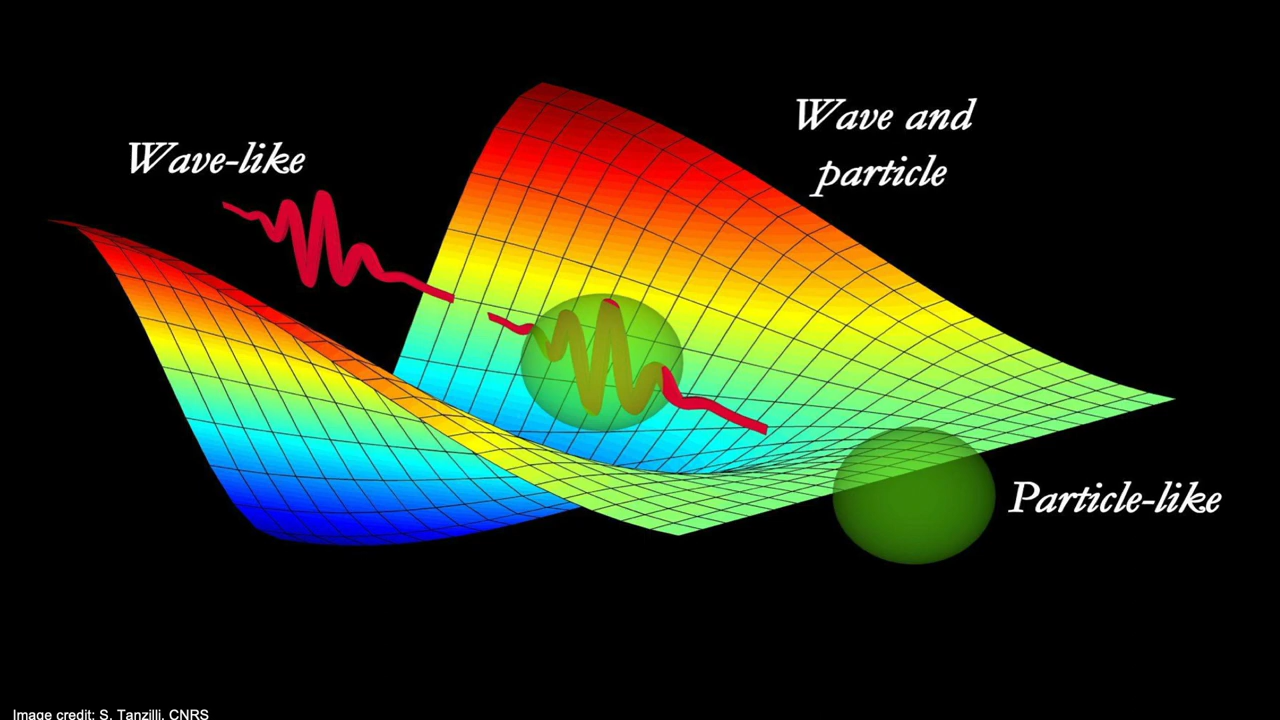 Wave-like
Wave and
particle
Particle-like
Image credit: S. Tanzilli, CNRS